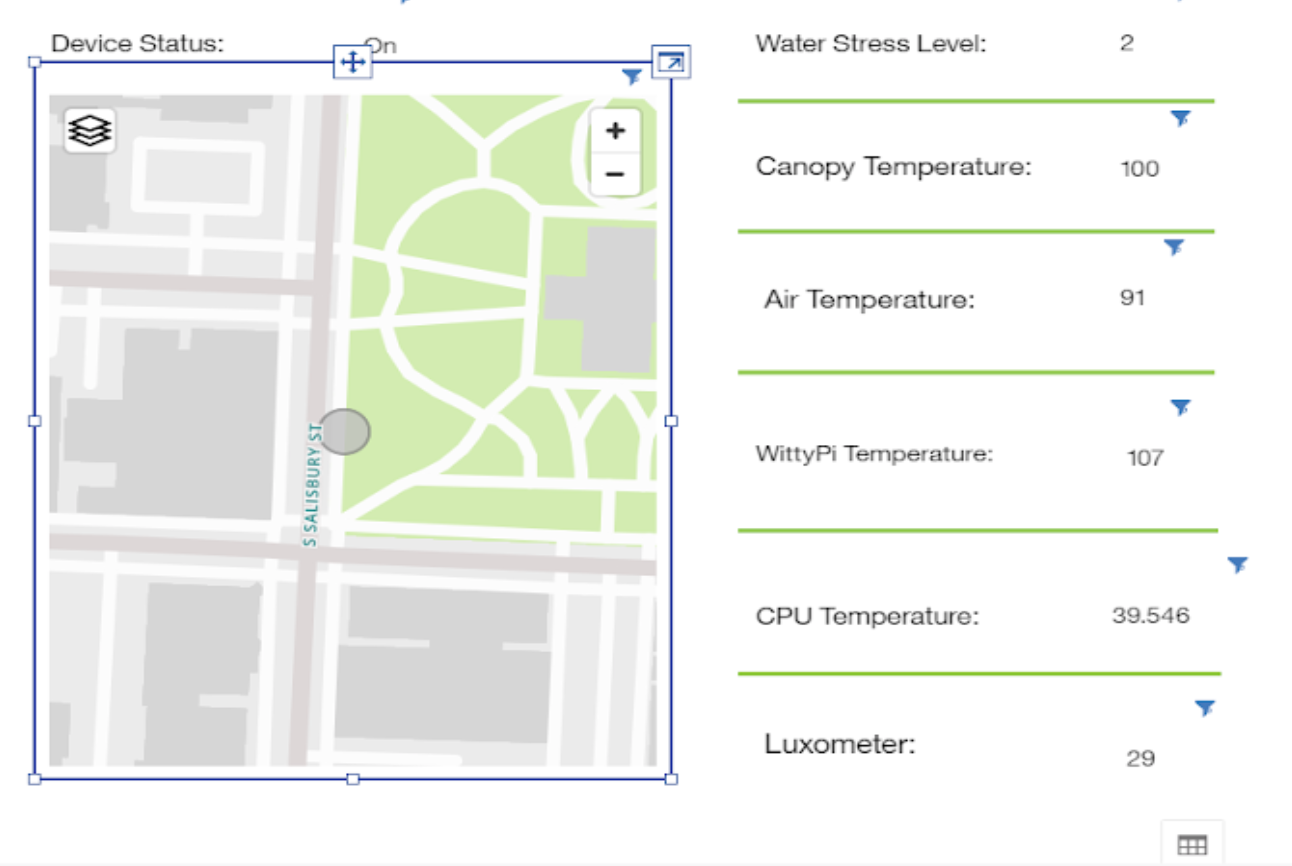 Device Status: On
+
−
S SALISBURY ST
Water Stress Level: 2
Canopy Temperature: 100
Air Temperature: 91
WittyPi Temperature: 107
CPU Temperature: 39.546
Luxometer: 29